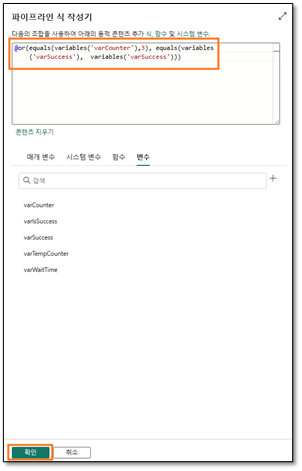 파이프라인 식 작성기
다음의 조합을 사용하여 아래의 동적 콘텐츠 추가 식, 함수 및 시스템 변수.
@or(equals(variables('varCounter'),3), equals(variables
('varSuccess'), variables('varSuccess')))
콘텐츠 지우기
매개 변수 시스템 변수 함수 변수
검색
varCounter
varIsSuccess
varSuccess
varTempCounter
varWaitTime
확인 취소